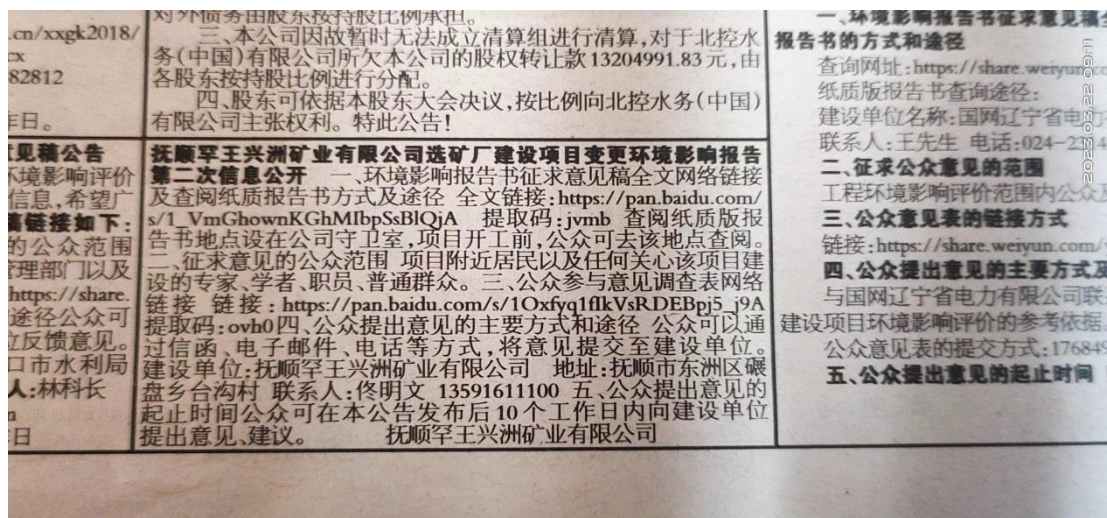 .cn/xxgk2018/
82812
年日。
见稿公告
环境影响评价
信息,希望广
稿链接如下:
的公众范围
管理部门以及
https://share.
途径公众可
位反馈意见。
口市水利局
人:林科长
日
对外债务由股东按持股比例承担。
三、本公司因故暂时无法成立清算组进行清算,对于北控水
务(中国)有限公司所欠本公司的股权转让款13204991.83元,由
各股东按持股比例进行分配。
四、股东可依据本股东大会决议,按比例向北控水务(中国)
有限公司主张权利。特此公告!
抚顺罕王兴洲矿业有限公司选矿厂建设项目变更环境影响报告
第二次信息公开 一、环境影响报告书征求意见稿全文网络链接
及查阅纸质报告书方式及途径 全文链接:https://pan.baidu.com/
s/1_VmGhownKGhMIbpSsBlQjA 提取码:jvmb 查阅纸质版报
告书地点设在公司守卫室,项目开工前,公众可去该地点查阅。
二、征求意见的公众范围 项目附近居民以及任何关心该项目建
设的专家、学者、职员、普通群众。三、公众参与意见调查表网络
链接 链接:https://pan.baidu.com/s/1Oxfyq1flkVsRDEBpj5_j9A
提取码:ovh0四、公众提出意见的主要方式和途径 公众可以通
过信函、电子邮件、电话等方式,将意见提交至建设单位。
建设单位:抚顺罕王兴洲矿业有限公司 地址:抚顺市东洲区碾
盘乡台沟村 联系人:佟明文 13591611100 五、公众提出意见的
起止时间公众可在本公告发布后10个工作日内向建设单位
提出意见、建议。 抚顺罕王兴洲矿业有限公司
一、环境影响报告书征求意见稿全
报告书的方式和途径
查询网址:https://share.weiyun.co
纸质版报告书查询途径:
建设单位名称:国网辽宁省电力
联系人:王先生 电话:024-
二、征求公众意见的范围
工程环境影响评价范围内公众及
三、公众意见表的链接方式
链接:https://share.weiyun.com/
四、公众提出意见的主要方式及
与国网辽宁省电力有限公司联
建设项目环境影响评价的参考依据。
公众意见表的提交方式:176849
五、公众提出意见的起止时间
2023.03.22 09:11